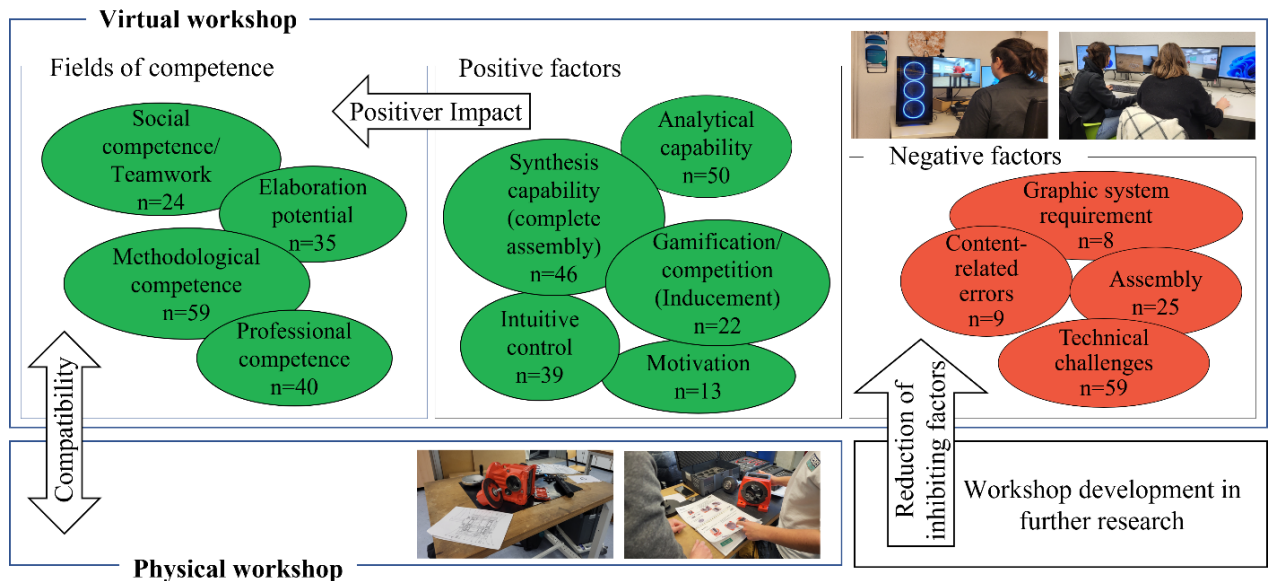 Virtual workshop
Fields of competence
Positive factors
Positiver Impact
Social
competence/
Teamwork
n=24
Elaboration
potential
n=35
Methodological
competence
n=59
Professional
competence
n=40
Analytical
capability
n=50
Synthesis
capability
(complete
assembly)
n=46
Gamification/
competition
(Inducement)
n=22
Intuitive
control
n=39
Motivation
n=13
Negative factors
Graphic system
requirement
n=8
Content-
related
errors
n=9
Assembly
n=25
Technical
challenges
n=59
Compatibility
Reduction of
inhibiting factors
Workshop development in
further research
Physical workshop